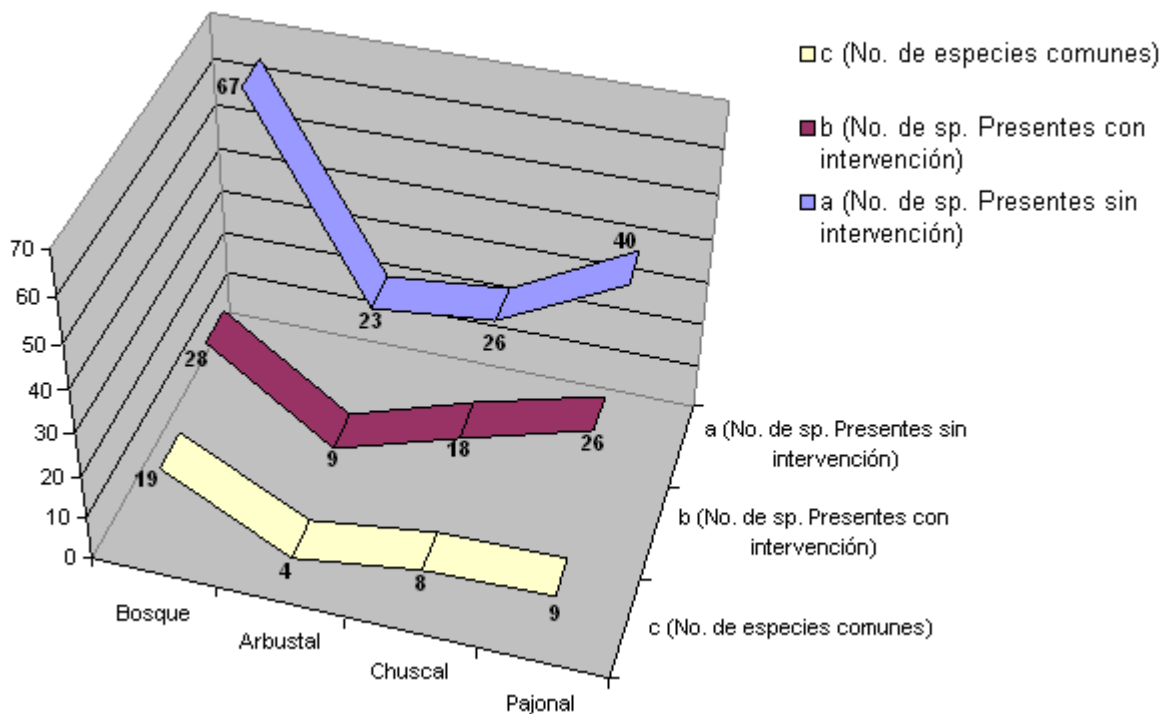 c (No. de especies comunes)
b (No. de sp. Presentes con
intervención)
a (No. de sp. Presentes sin
intervención)
67
23
26
40
28
9
18
26
19
4
8
9
70
60
50
40
30
20
10
0
Bosque
Arbustal
Chuscal
Pajonal
a (No. de sp. Presentes sin
intervención)
b (No. de sp. Presentes con
intervención)
c (No. de especies comunes)